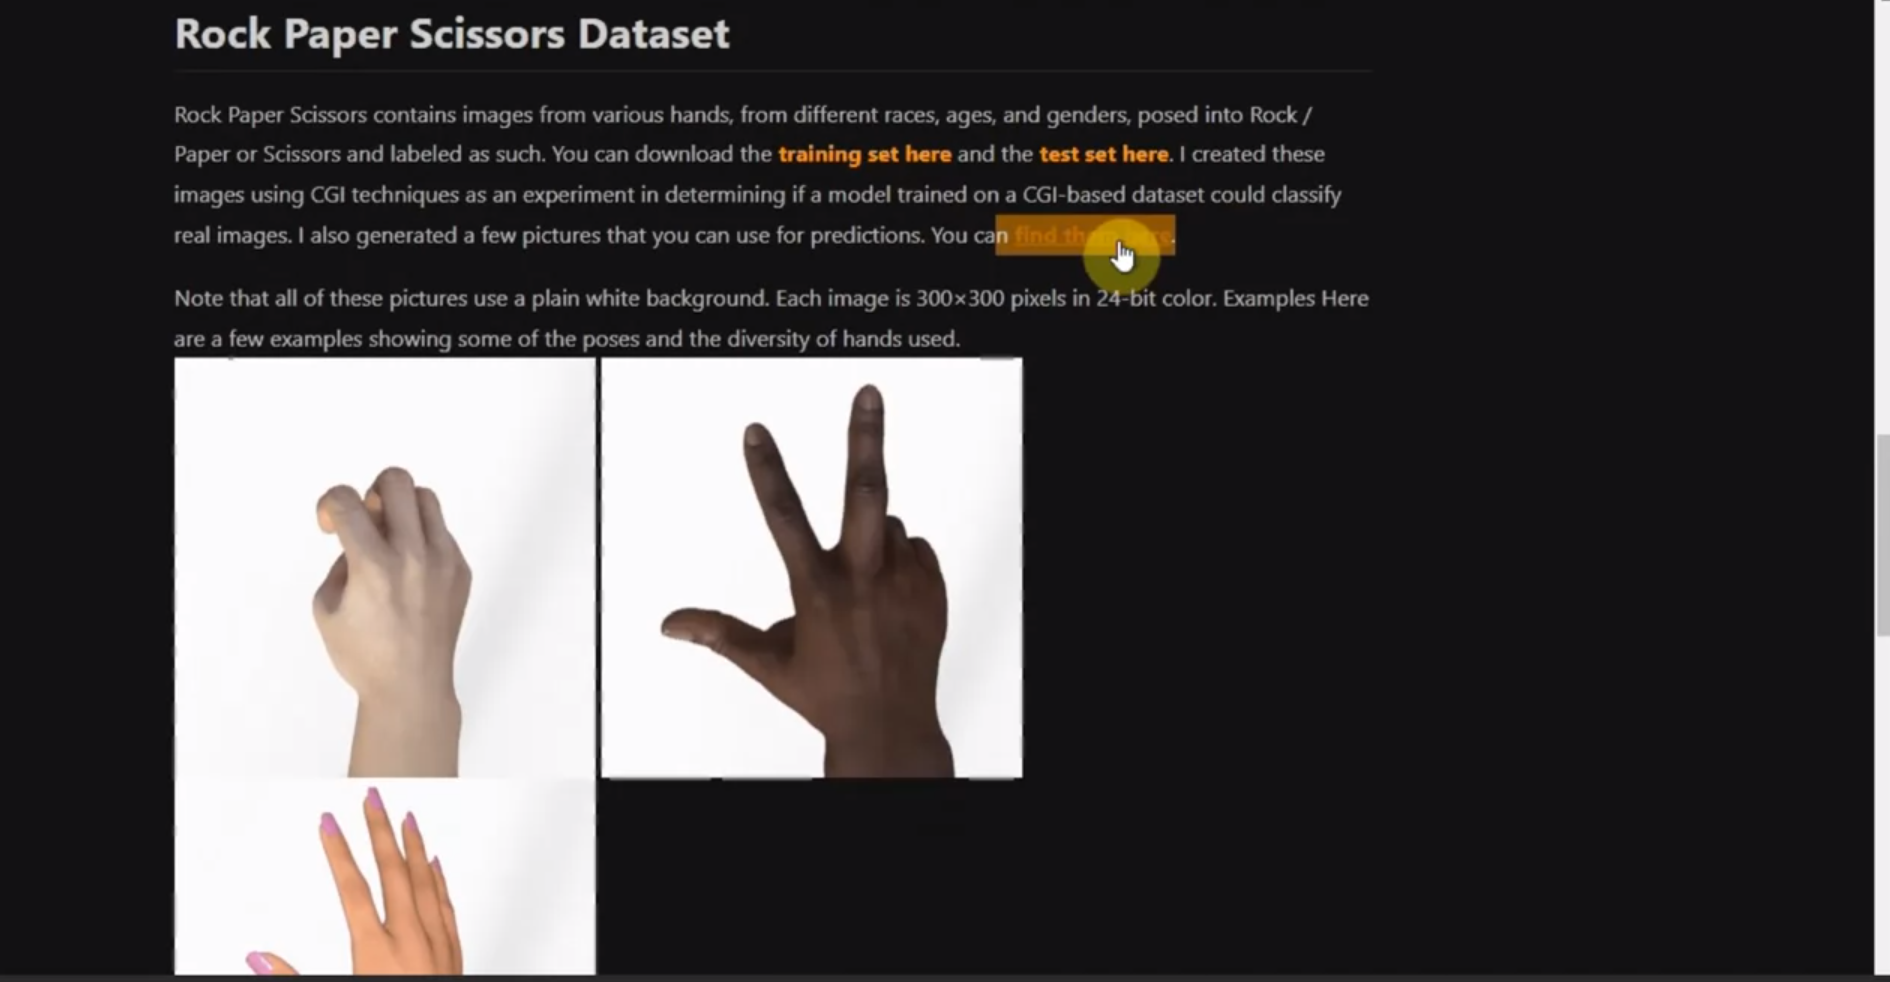 Rock Paper Scissors Dataset
Rock Paper Scissors contains images from various hands, from different races, ages, and genders, posed into Rock /
Paper or Scissors and labeled as such. You can download the training set here and the test set here. I created these
images using CGI techniques as an experiment in determining if a model trained on a CGI-based dataset could classify
real images. I also generated a few pictures that you can use for predictions. You can find
Note that all of these pictures use a plain white background. Each image is 300×300 pixels in 24-bit color. Examples Here
are a few examples showing some of the poses and the diversity of hands used.